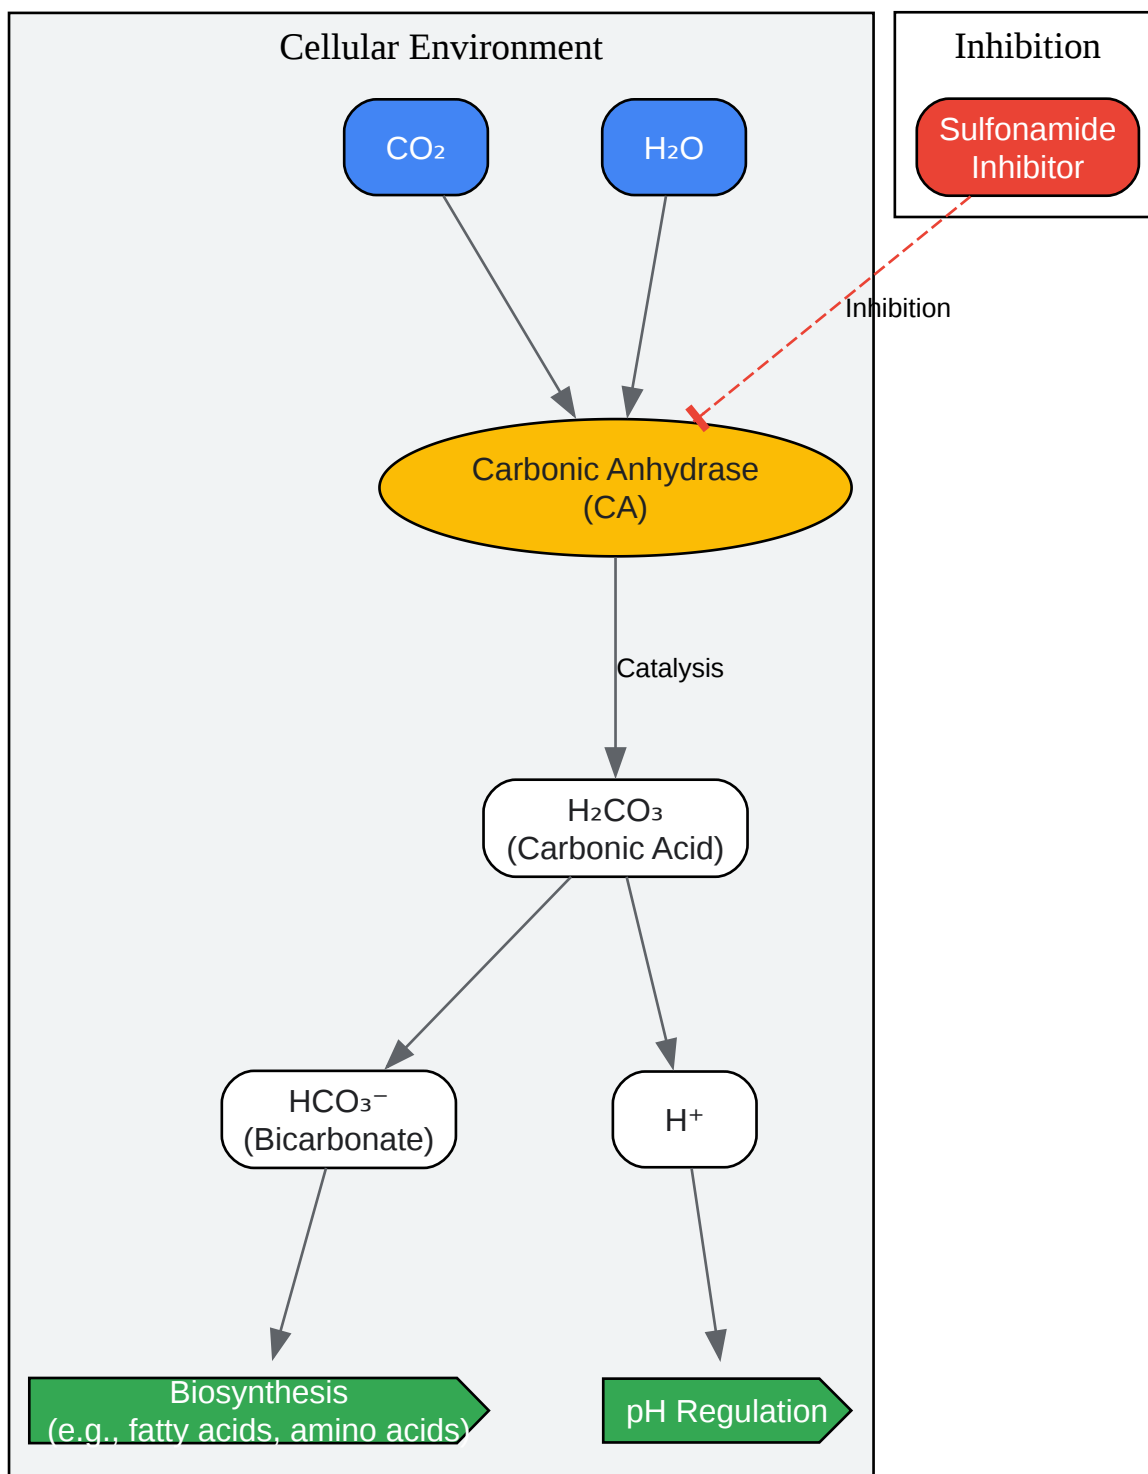 Cellular Environment
Inhibition
CO₂
H₂O
Sulfonamide
Inhibitor
Inhibition
Carbonic Anhydrase
(CA)
Catalysis
H₂CO₃
(Carbonic Acid)
HCO₃⁻
(Bicarbonate)
H⁺
Biosynthesis
(e.g., fatty acids, amino acids)
pH Regulation